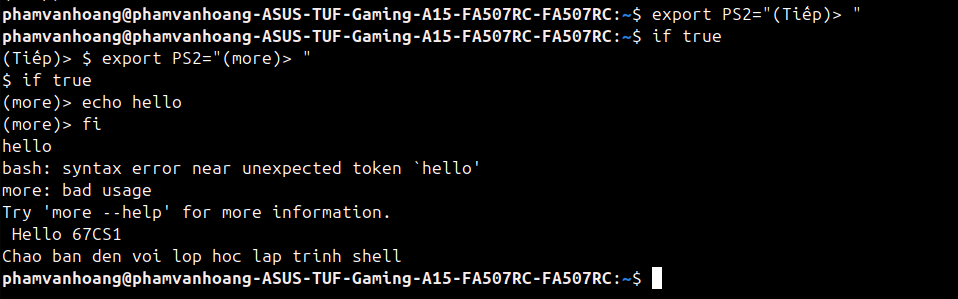 phamvanhoang@phamvanhoang-ASUS-TUF-Gaming-A15-FA507RC-FA507RC:~$ export PS2="(Tiếp)> "
phamvanhoang@phamvanhoang-ASUS-TUF-Gaming-A15-FA507RC-FA507RC:~$ if true
(Tiếp)> $ export PS2="(more)> "
$ if true
(more)> echo hello
(more)> fi
hello
bash: syntax error near unexpected token `hello'
more: bad usage
Try 'more --help' for more information.
 Hello 67CS1
Chao ban den voi lop hoc lap trinh shell
phamvanhoang@phamvanhoang-ASUS-TUF-Gaming-A15-FA507RC-FA507RC:~$